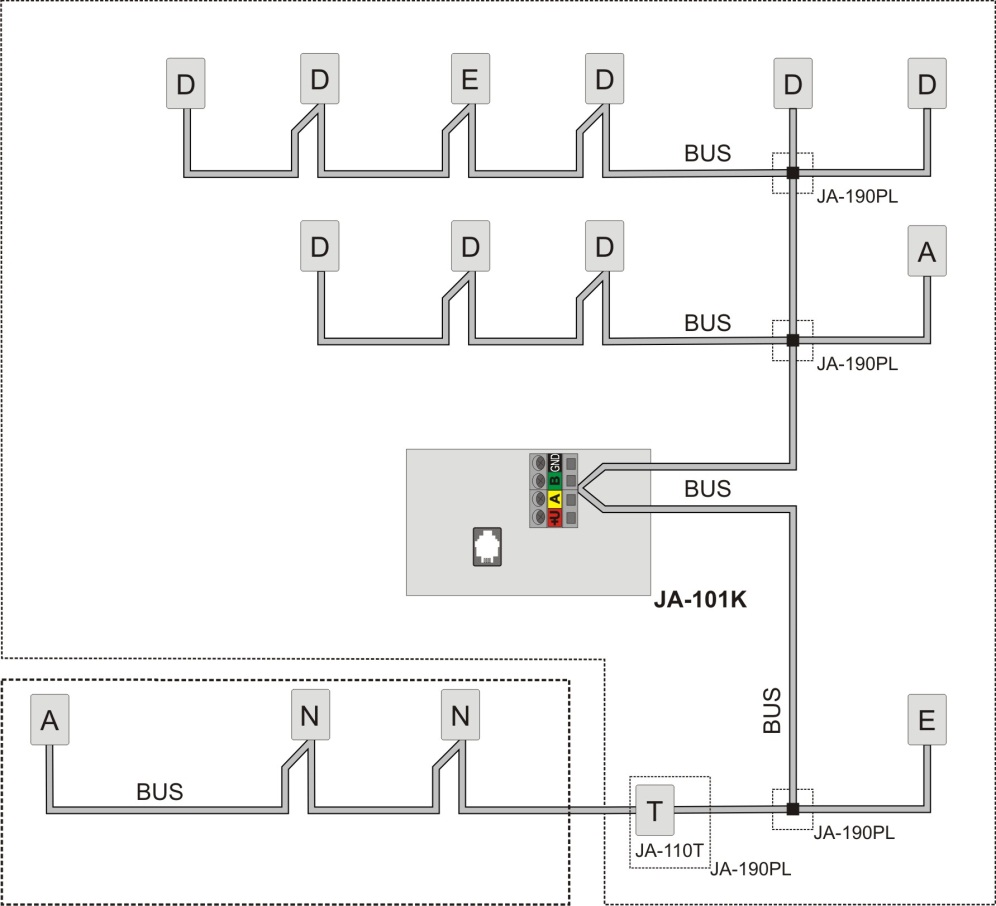 D D E D D D
BUS
JA-190PL
D D D A
BUS
JA-190PL
GND
B
A
+U
BUS
JA-101K
A N N E
BUS
BUS
T
JA-110T
JA-190PL
JA-190PL